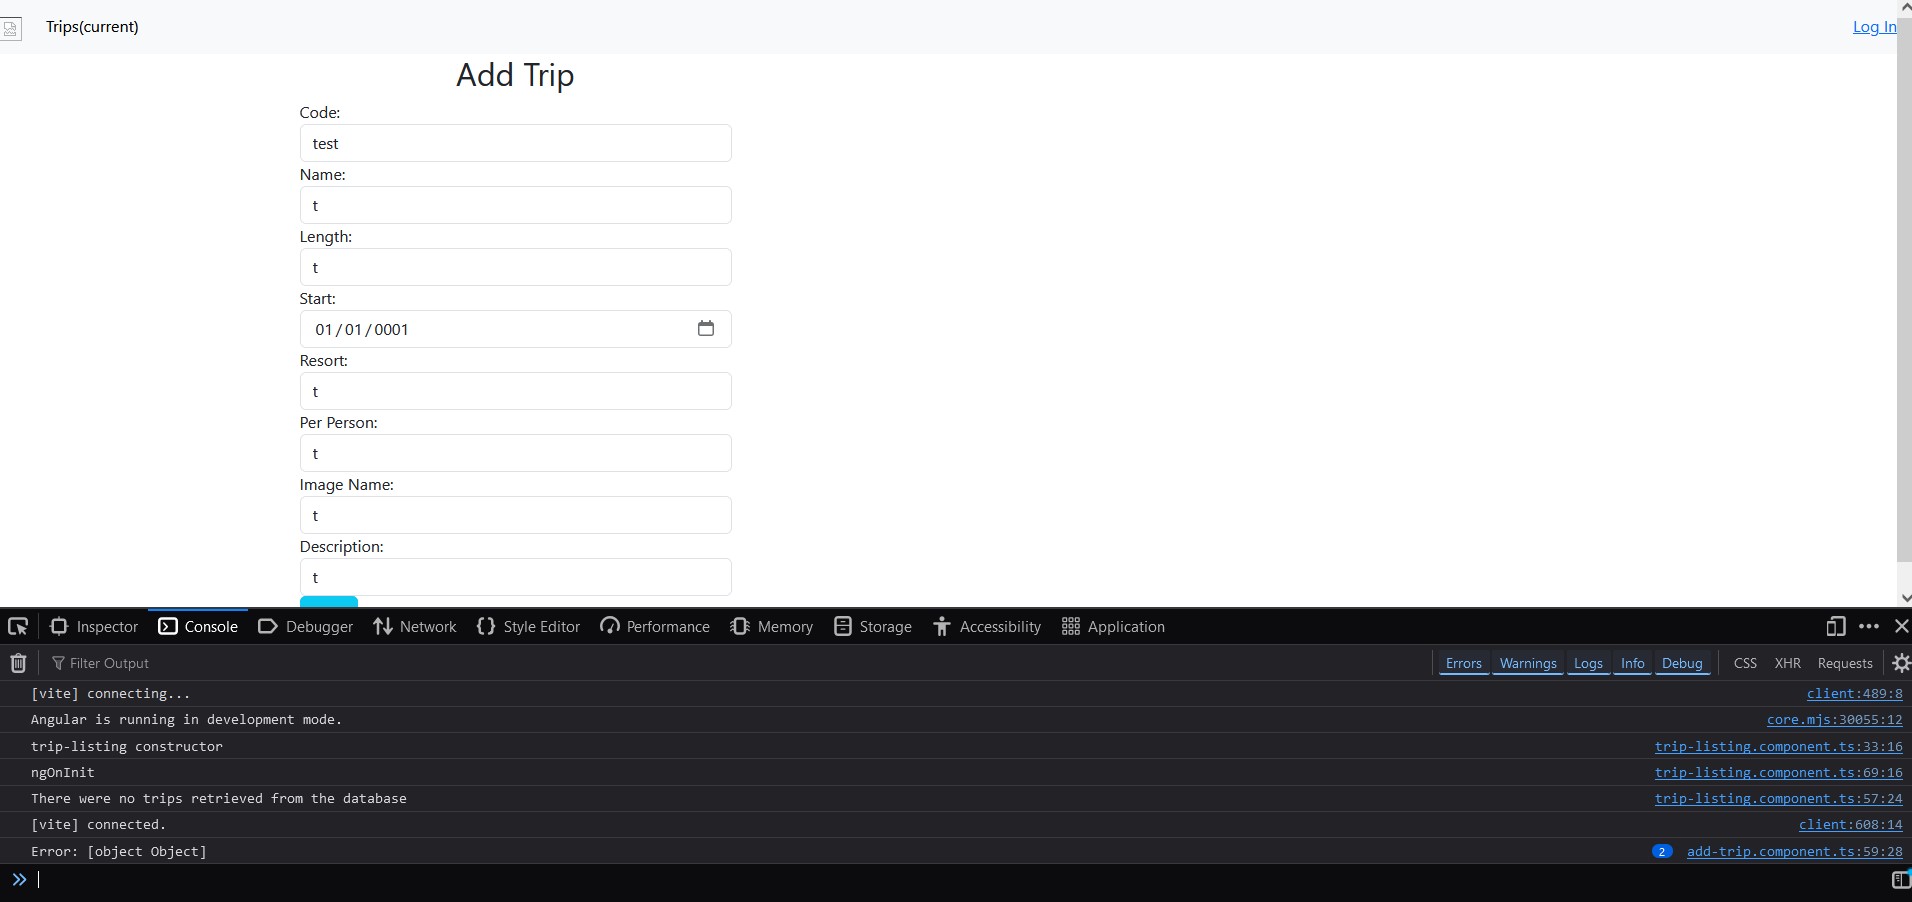 Trips(current) Log In
Add Trip
Code:
test
Name:
t
Length:
t
Start:
01/01/0001
Resort:
t
Per Person:
t
Image Name:
t
Description:
t
Inspector Console Debugger Network Style Editor Performance Memory Storage Accessibility Application
Filter Output Errors Warnings Logs Info Debug CSS XHR Requests
[vite] connecting... client:489:8
Angular is running in development mode. core.mjs:30055:12
trip-listing constructor trip-listing.component.ts:33:16
ngOnInit trip-listing.component.ts:69:16
There were no trips retrieved from the database trip-listing.component.ts:57:24
[vite] connected. client:608:14
Error: [object Object] 2 add-trip.component.ts:59:28